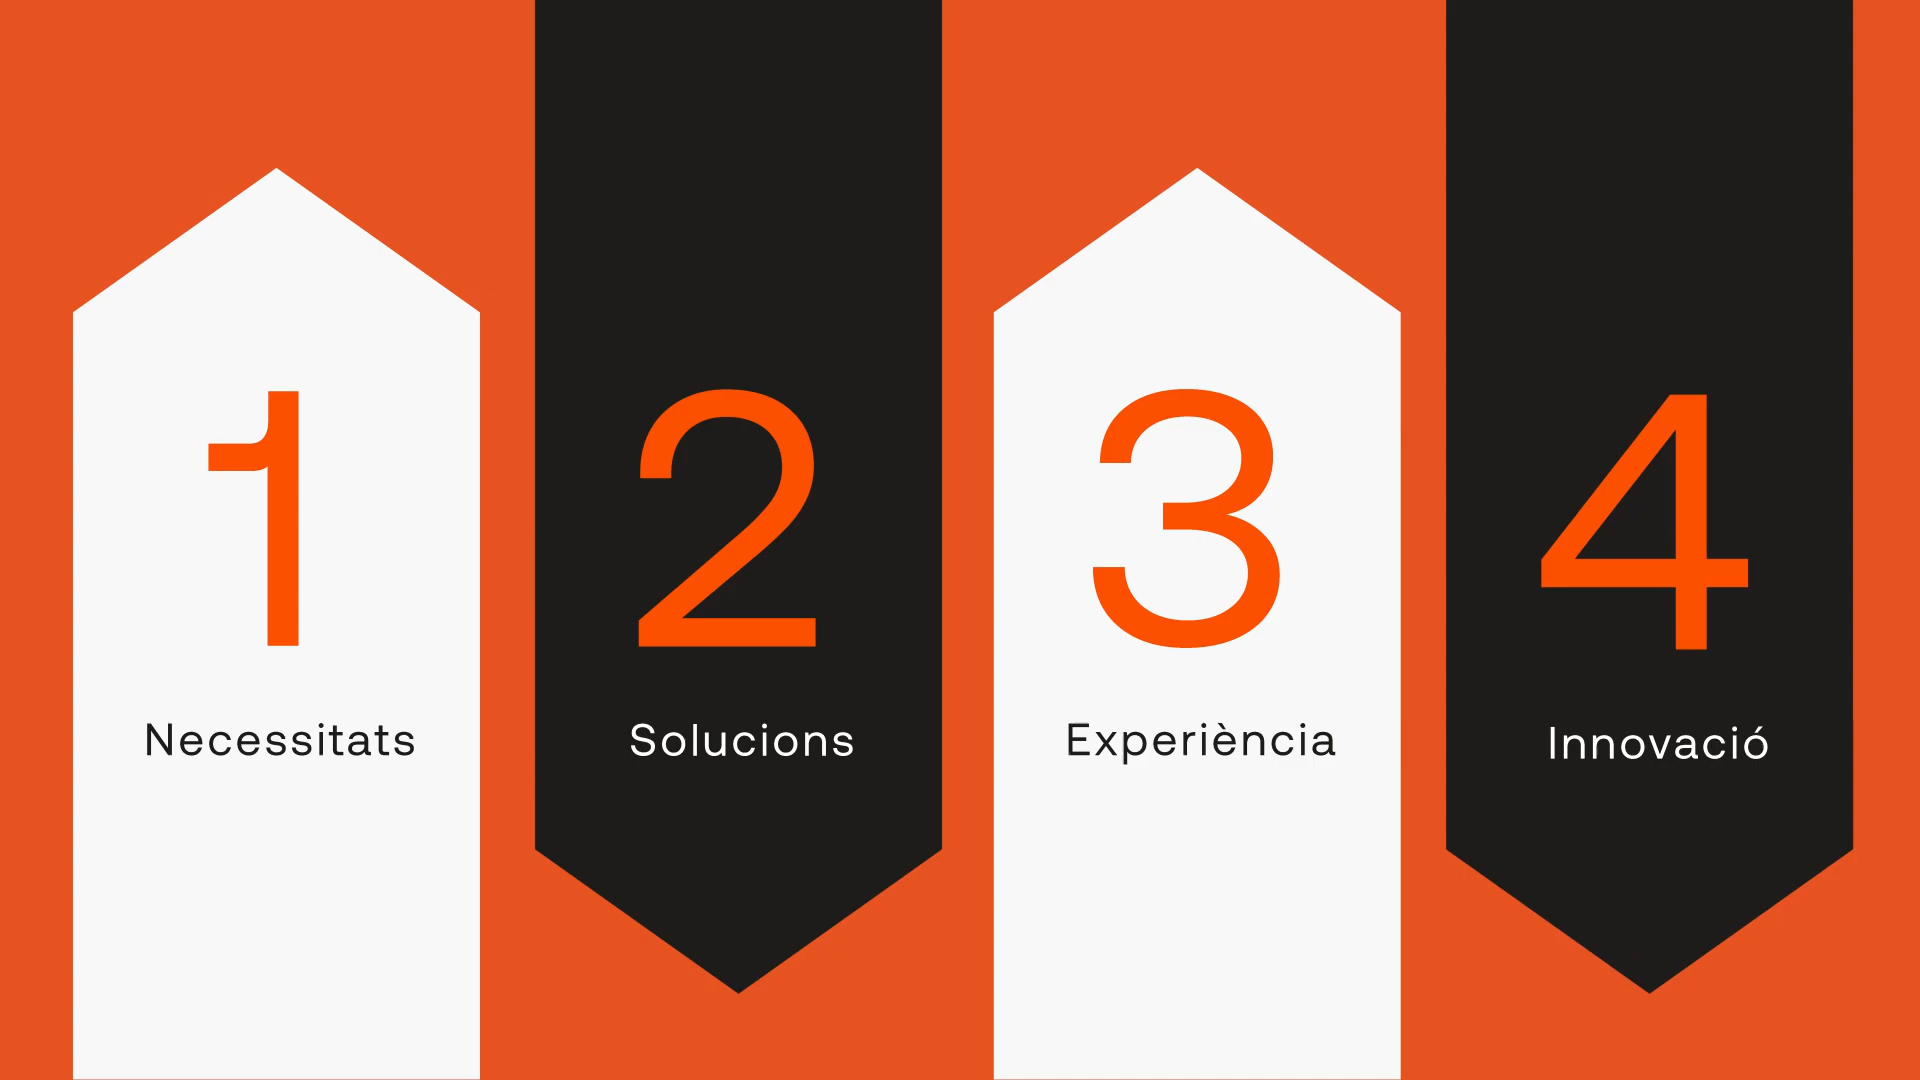 1
Necessitats
2
Solucions
3
Experiència
4
Innovació